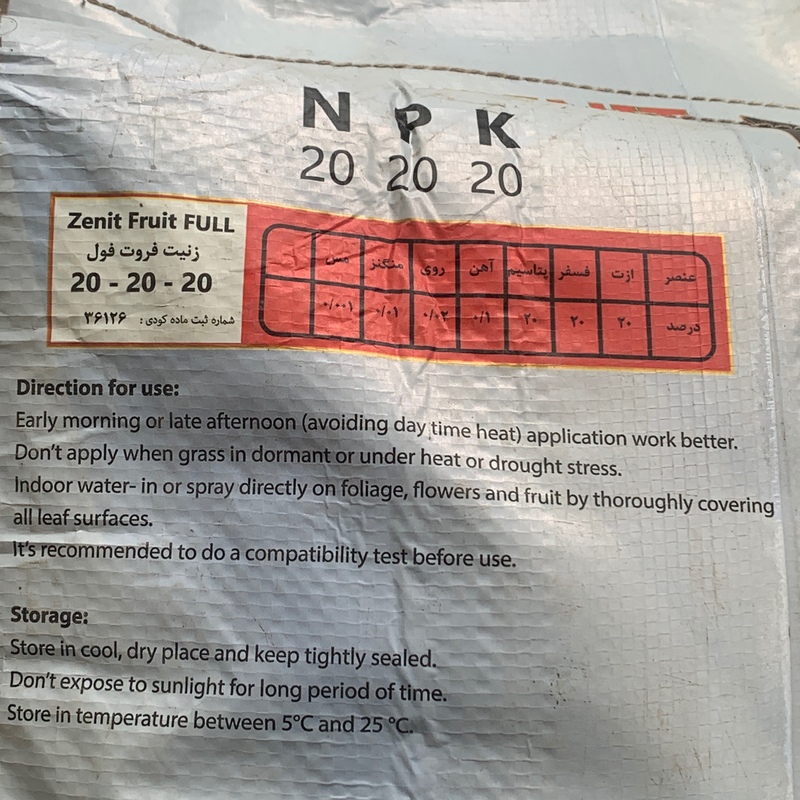 N P K
20 20 20
Zenit Fruit FULL
زنیت فروت فول
20 - 20 - 20
شماره ثبت ماده کودی: ۳۶۱۲۶
عنصر ازت فسفر پتاسیم آهن روی منگنز مس
درصد ۲۰ ۲۰ ۲۰ ۰/۱ ۰/۰۲ ۰/۰۱ ۰/۰۰۱
Direction for use:
Early morning or late afternoon (avoiding day time heat) application work better.
Don't apply when grass in dormant or under heat or drought stress.
Indoor water- in or spray directly on foliage, flowers and fruit by thoroughly covering
all leaf surfaces.
It's recommended to do a compatibility test before use.
Storage:
Store in cool, dry place and keep tightly sealed.
Don't expose to sunlight for long period of time.
Store in temperature between 5°C and 25 °C.